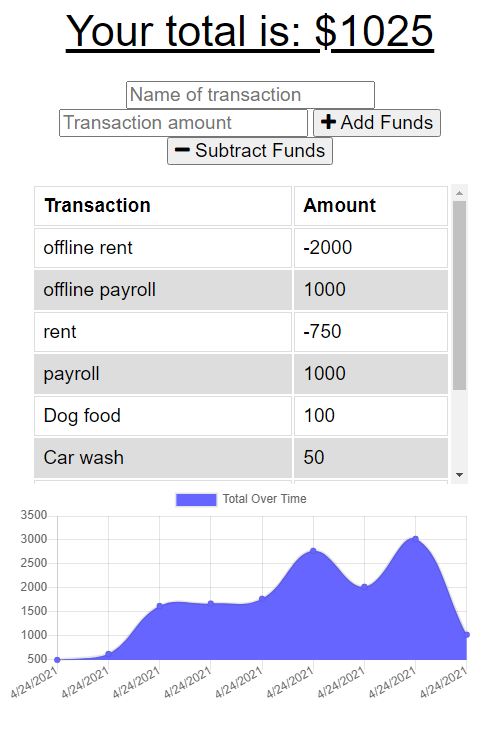 Your total is: $1025
Name of transaction
Transaction amount + Add Funds
− Subtract Funds
Transaction Amount
offline rent -2000
offline payroll 1000
rent -750
payroll 1000
Dog food 100
Car wash 50
Total Over Time
3500
3000
2500
2000
1500
1000
500
4/24/2021 4/24/2021 4/24/2021 4/24/2021 4/24/2021 4/24/2021 4/24/2021 4/24/2021 4/24/2021